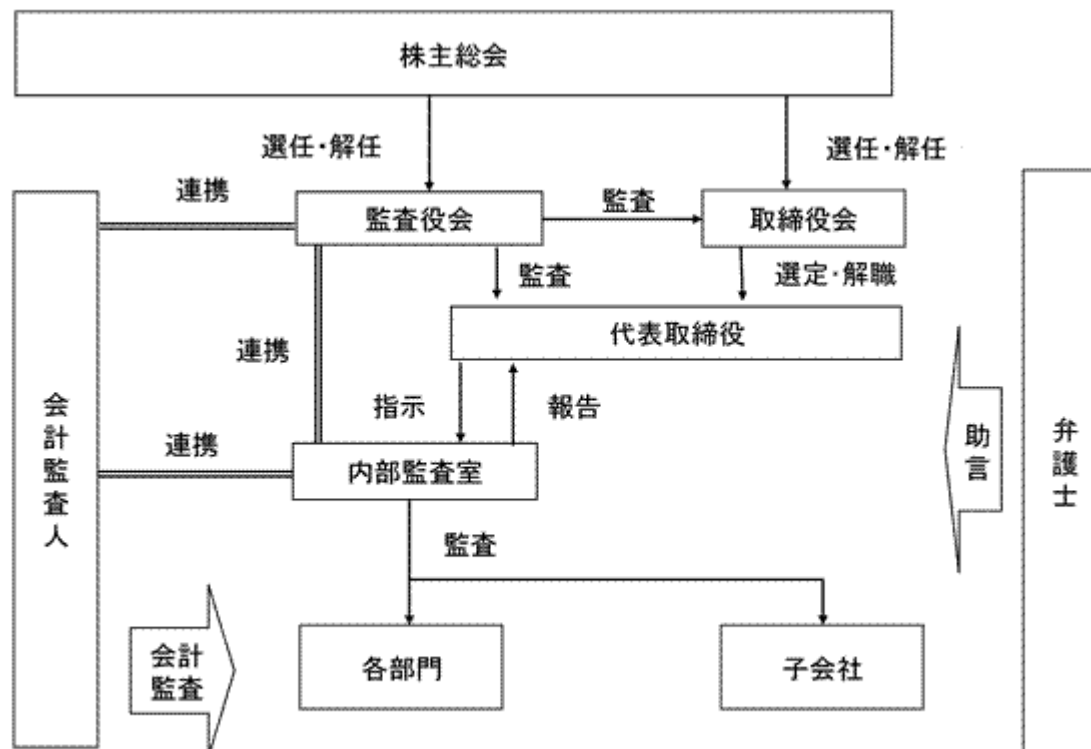 株主総会
選任・解任
選任・解任
連携
監査役会
監査
取締役会
監査
選定・解職
代表取締役
連携
指示
報告
会計監査人
連携
内部監査室
助言
弁護士
監査
会計
監査
各部門
子会社